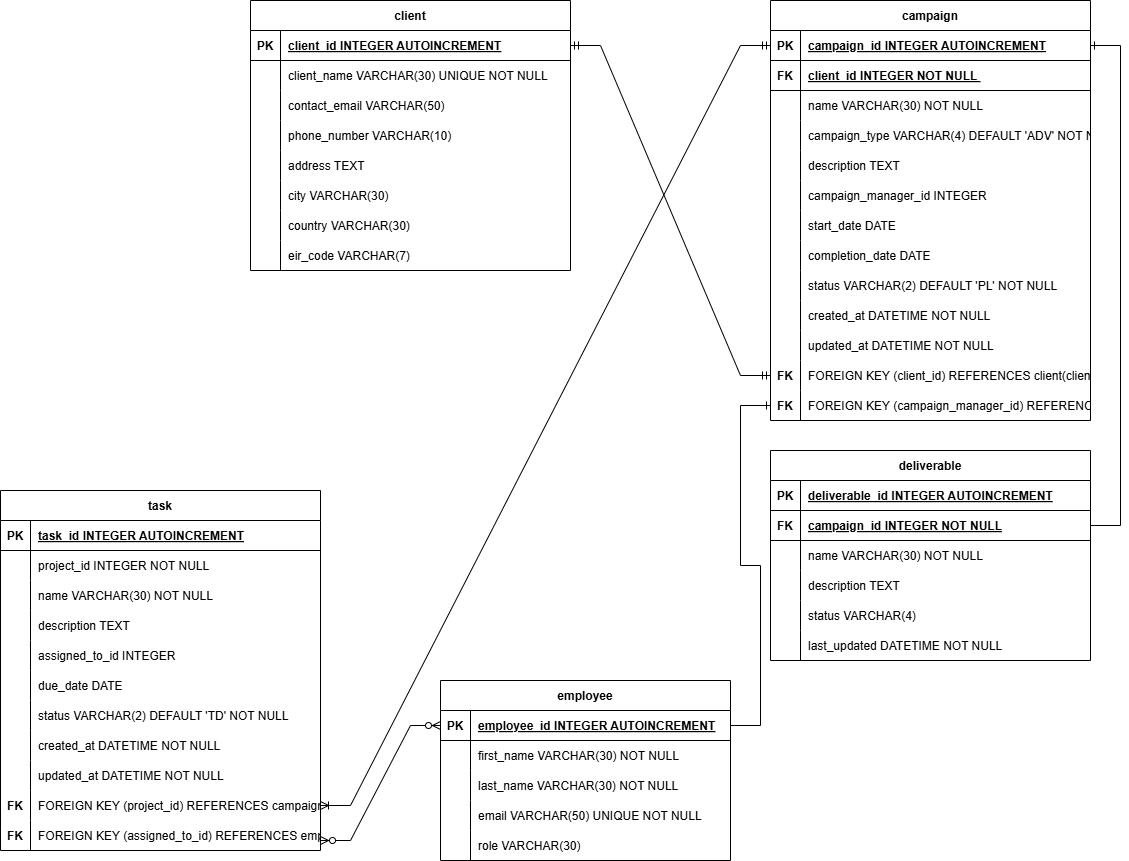 client
PK client_id INTEGER AUTOINCREMENT
client_name VARCHAR(30) UNIQUE NOT NULL
contact_email VARCHAR(50)
phone_number VARCHAR(10)
address TEXT
city VARCHAR(30)
country VARCHAR(30)
eir_code VARCHAR(7)
campaign
PK campaign_id INTEGER AUTOINCREMENT
FK client_id INTEGER NOT NULL
name VARCHAR(30) NOT NULL
campaign_type VARCHAR(4) DEFAULT 'ADV' NOT
description TEXT
campaign_manager_id INTEGER
start_date DATE
completion_date DATE
status VARCHAR(2) DEFAULT 'PL' NOT NULL
created_at DATETIME NOT NULL
updated_at DATETIME NOT NULL
FK FOREIGN KEY (client_id) REFERENCES client(clien
FK FOREIGN KEY (campaign_manager_id) REFERENC
deliverable
PK deliverable_id INTEGER AUTOINCREMENT
FK campaign_id INTEGER NOT NULL
name VARCHAR(30) NOT NULL
description TEXT
status VARCHAR(4)
last_updated DATETIME NOT NULL
task
PK task_id INTEGER AUTOINCREMENT
project_id INTEGER NOT NULL
name VARCHAR(30) NOT NULL
description TEXT
assigned_to_id INTEGER
due_date DATE
status VARCHAR(2) DEFAULT 'TD' NOT NULL
created_at DATETIME NOT NULL
updated_at DATETIME NOT NULL
FK FOREIGN KEY (project_id) REFERENCES campaign
FK FOREIGN KEY (assigned_to_id) REFERENCES emp
employee
PK employee_id INTEGER AUTOINCREMENT
first_name VARCHAR(30) NOT NULL
last_name VARCHAR(30) NOT NULL
email VARCHAR(50) UNIQUE NOT NULL
role VARCHAR(30)